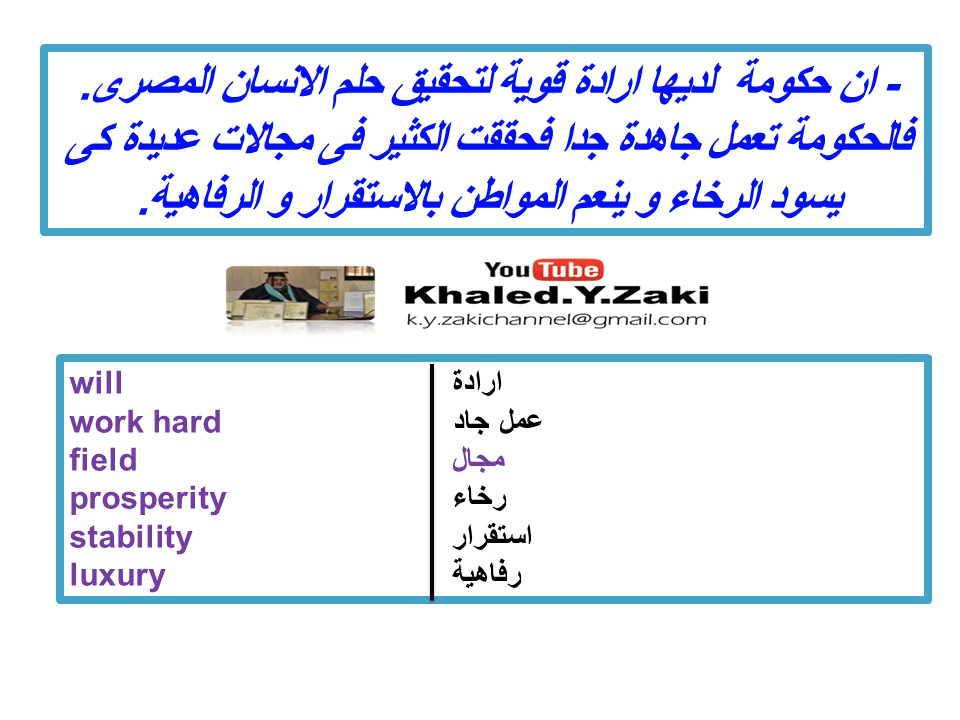 - ان حكومة لديها ارادة قوية لتحقيق حلم الانسان المصرى.
فالحكومة تعمل جاهدة جدا فحققت الكثير فى مجالات عديدة كى
يسود الرخاء و ينعم المواطن بالاستقرار و الرفاهية.
YouTube
Khaled.Y.Zaki
k.y.zakichannel@gmail.com
will ارادة
work hard عمل جاد
field مجال
prosperity رخاء
stability استقرار
luxury رفاهية